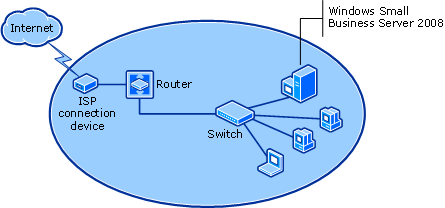 Windows Small
Business Server 2008
Internet
Router
ISP
connection
device
Switch